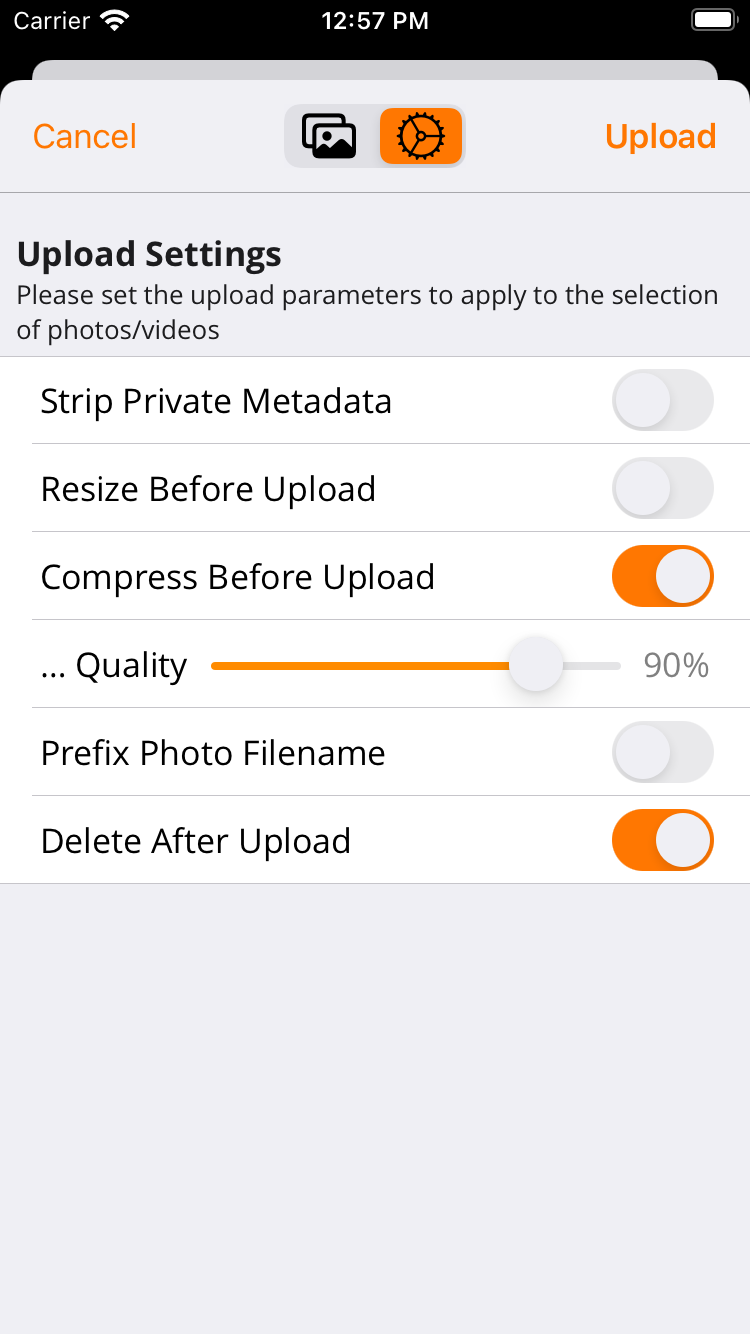 Carrier 12:57 PM
Cancel Upload
Upload Settings
Please set the upload parameters to apply to the selection
of photos/videos
Strip Private Metadata
Resize Before Upload
Compress Before Upload
... Quality 90%
Prefix Photo Filename
Delete After Upload